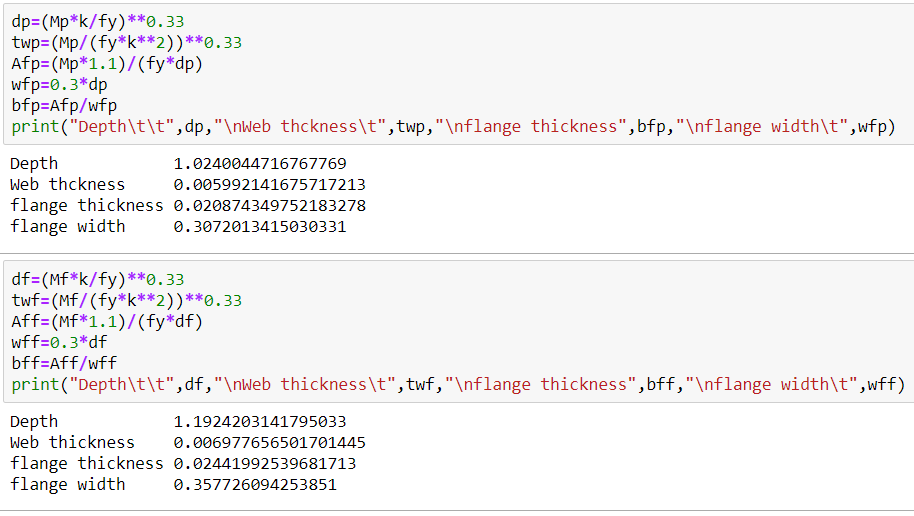 dp=(Mp*k/fy)**0.33
twp=(Mp/(fy*k**2))**0.33
Afp=(Mp*1.1)/(fy*dp)
wfp=0.3*dp
bfp=Afp/wfp
print("Depth\t\t",dp,"\nWeb thckness\t",twp,"\nflange thickness",bfp,"\nflange width\t",wfp)
Depth 1.0240044716767769
Web thckness 0.005992141675717213
flange thickness 0.020874349752183278
flange width 0.3072013415030331
df=(Mf*k/fy)**0.33
twf=(Mf/(fy*k**2))**0.33
Aff=(Mf*1.1)/(fy*df)
wff=0.3*df
bff=Aff/wff
print("Depth\t\t",df,"\nWeb thickness\t",twf,"\nflange thickness",bff,"\nflange width\t",wff)
Depth 1.1924203141795033
Web thickness 0.006977656501701445
flange thickness 0.02441992539681713
flange width 0.357726094253851